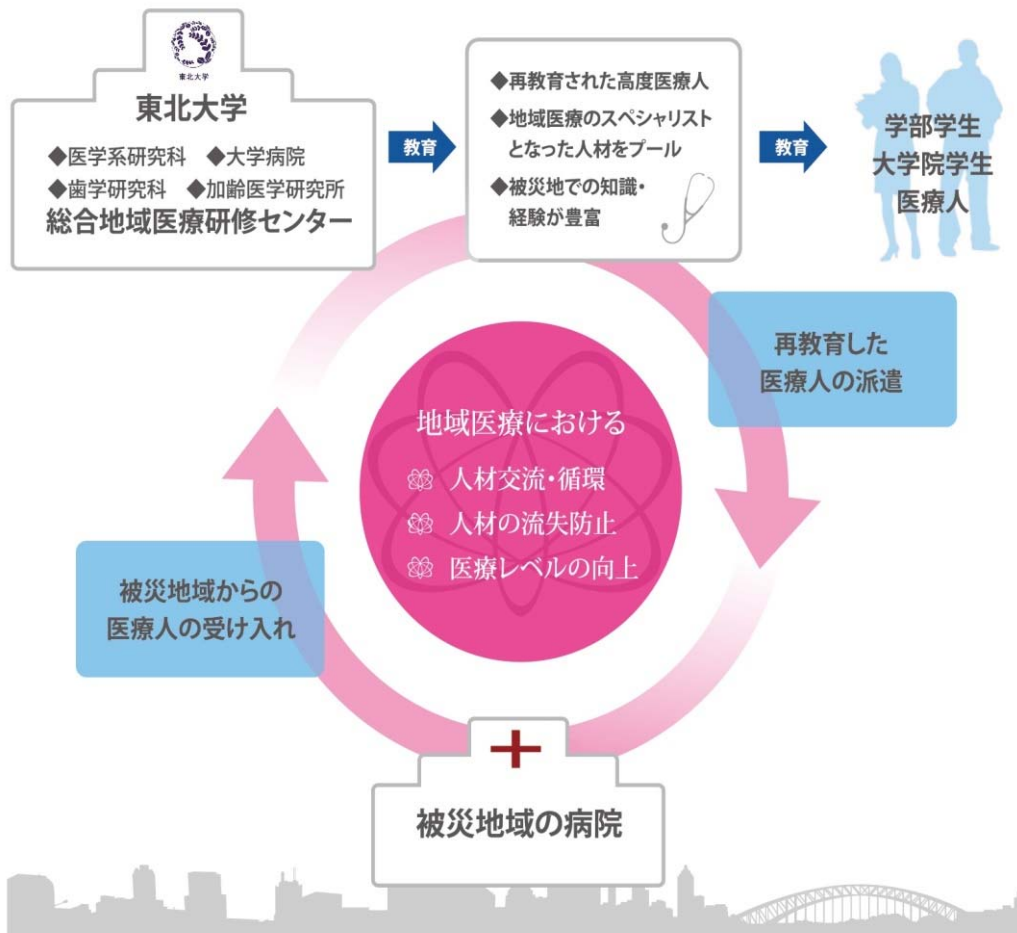 東北大学
東北大学
◆医学系研究科 ◆大学病院
◆歯学研究科 ◆加齢医学研究所
総合地域医療研修センター
教育
◆再教育された高度医療人
◆地域医療のスペシャリスト
となった人材をプール
◆被災地での知識・
経験が豊富
教育
学部学生
大学院学生
医療人
再教育した
医療人の派遣
地域医療における
人材交流・循環
人材の流失防止
医療レベルの向上
被災地域からの
医療人の受け入れ
被災地域の病院